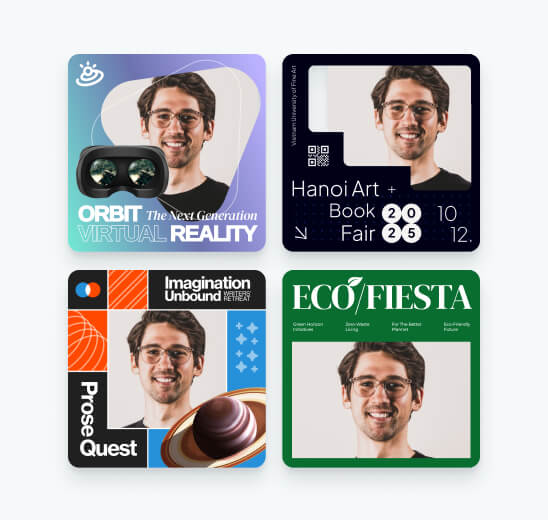 ORBIT The Next Generation
VIRTUAL REALITY
Vietnam University of Fine Art
Hanoi Art +
Book 20 10
Fair 25 12.
Imagination
Unbound WRITERS'
RETREAT
Prose
Quest
ECO/FIESTA
Green Horizon
Initiatives
Zero-Waste
Living
For The Better
Planet
Eco-Friendly
Future